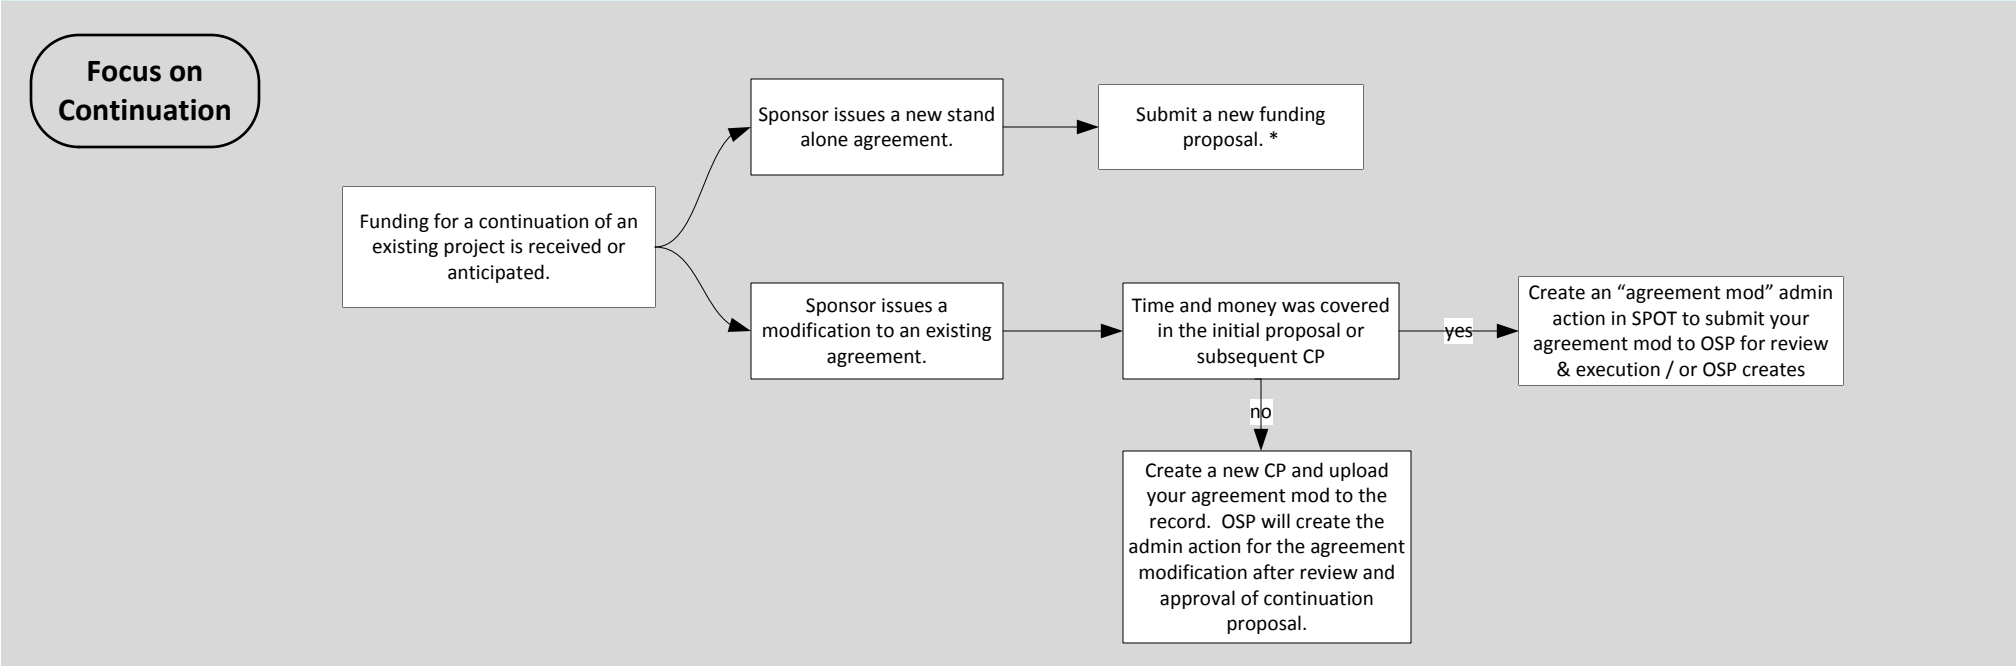 Focus on
Continuation
Sponsor issues a new stand
alone agreement.
Submit a new funding
proposal. *
Funding for a continuation of an
existing project is received or
anticipated.
Sponsor issues a
modification to an existing
agreement.
Time and money was covered
in the initial proposal or
subsequent CP
yes
Create an “agreement mod” admin
action in SPOT to submit your
agreement mod to OSP for review
& execution / or OSP creates
no
Create a new CP and upload
your agreement mod to the
record.  OSP will create the
admin action for the agreement
modification after review and
approval of continuation
proposal.